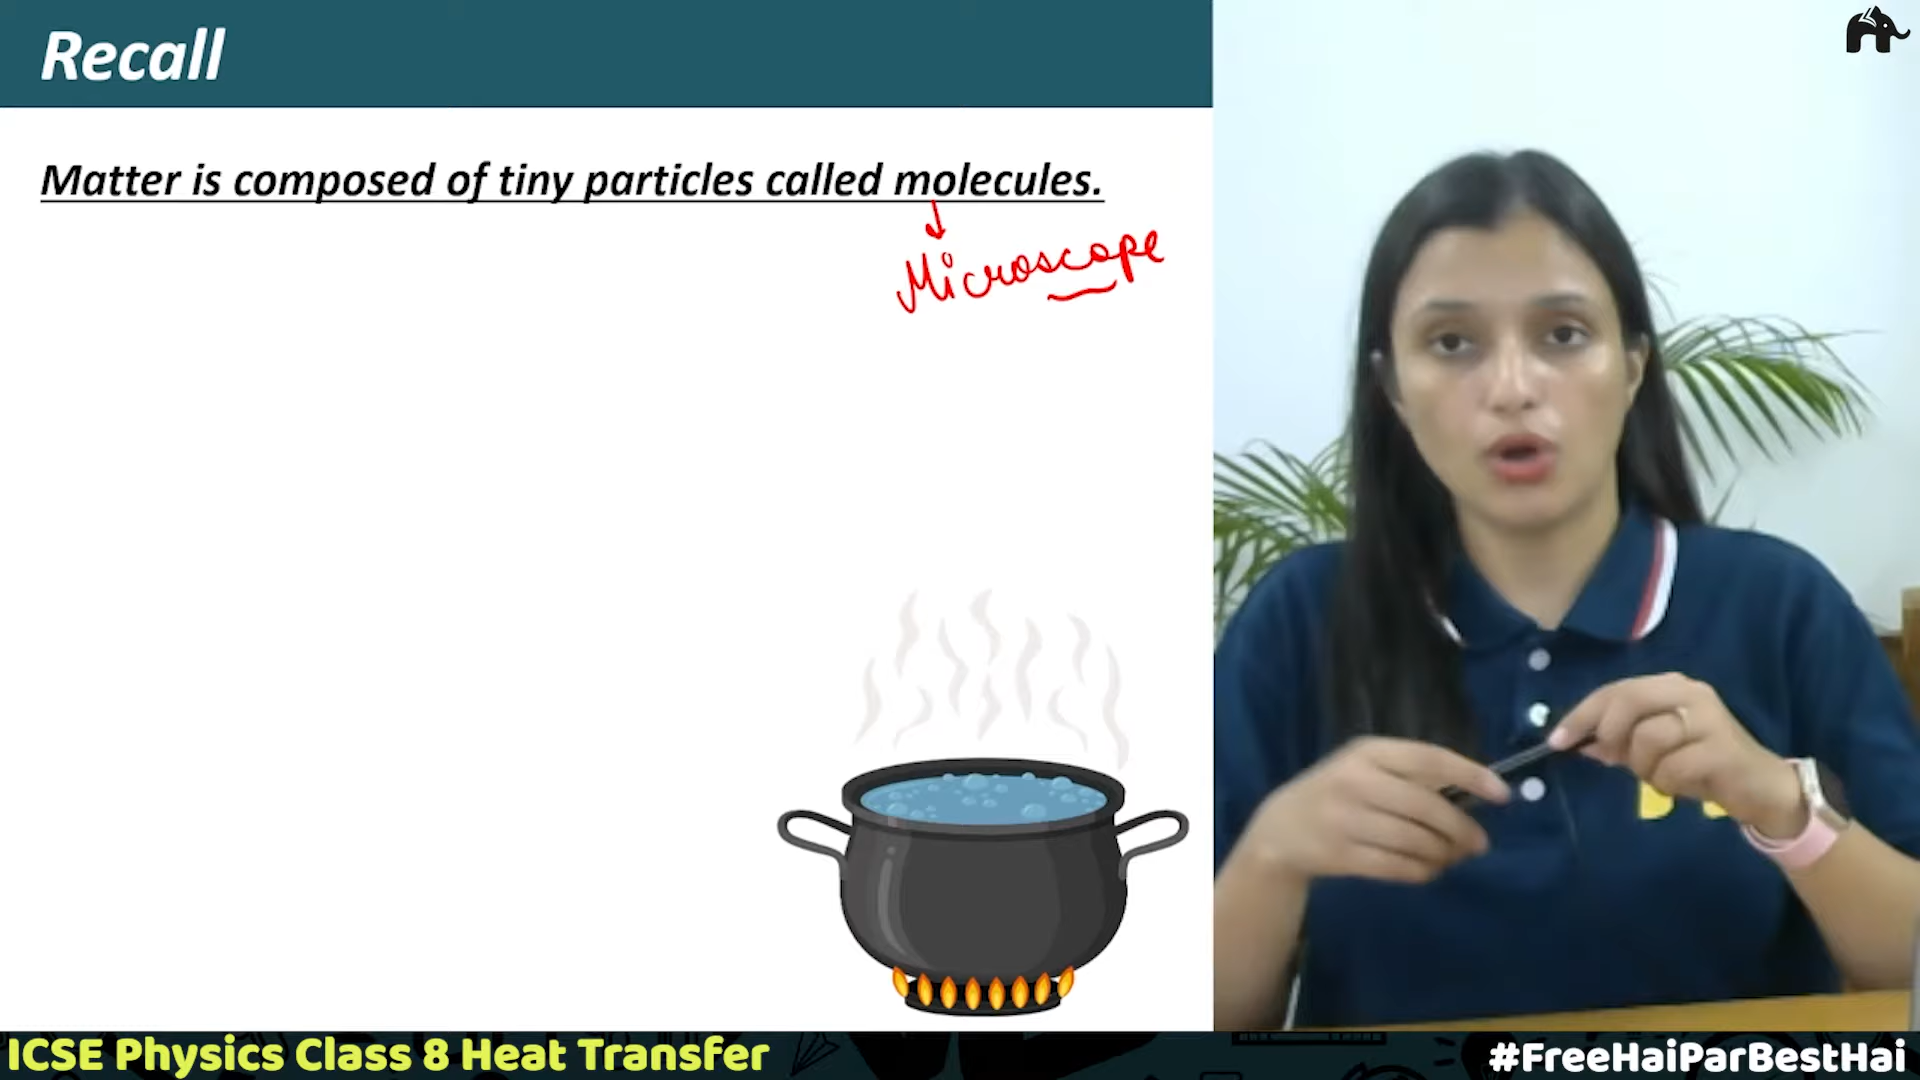 Recall
Matter is composed of tiny particles called molecules.
Microscope
ICSE Physics Class 8 Heat Transfer
#FreeHaiParBestHai